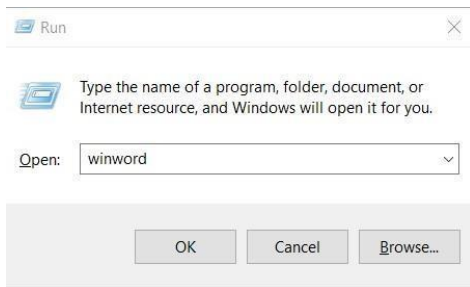 Run
Type the name of a program, folder, document, or
Internet resource, and Windows will open it for you.
Open: winword
OK Cancel Browse...